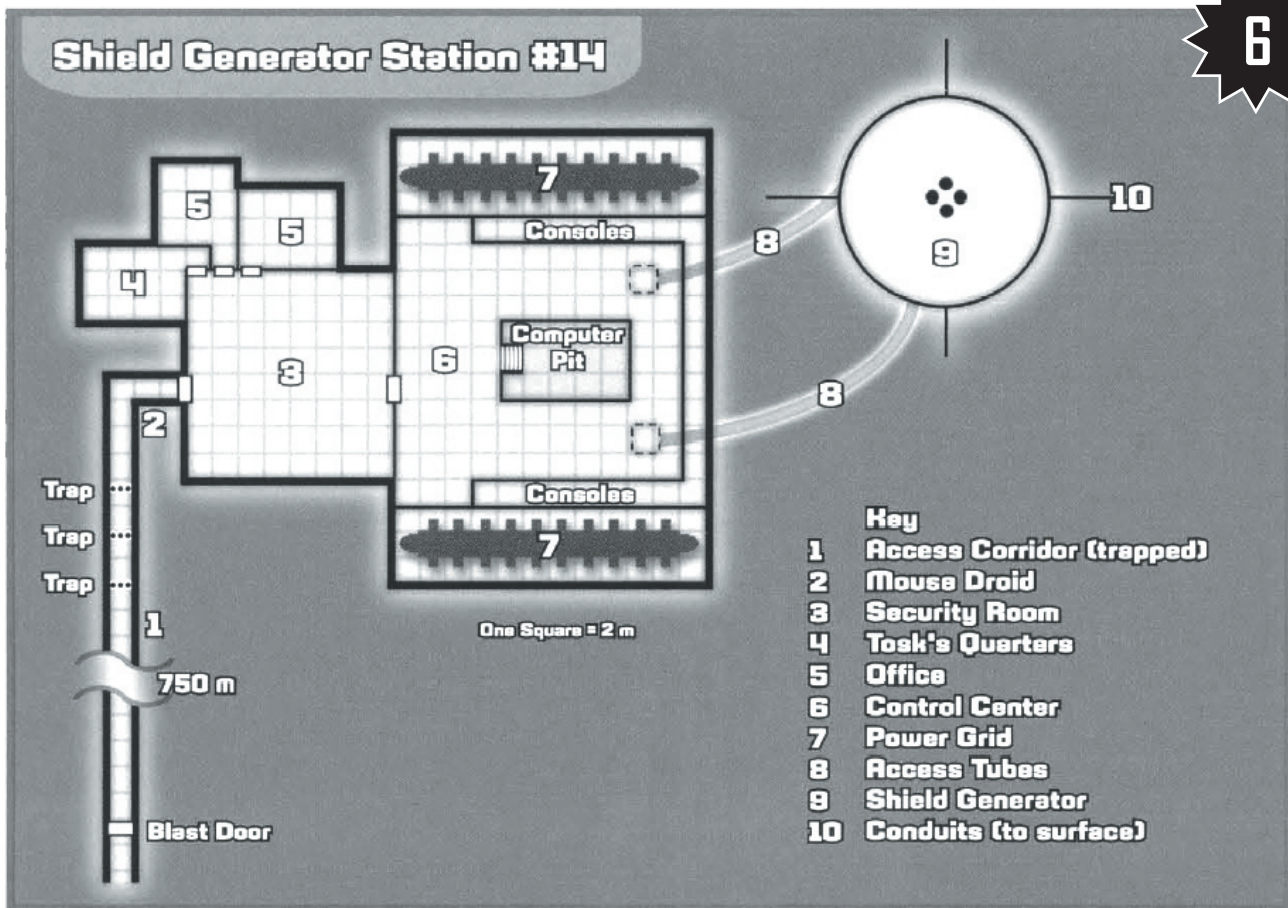 6
Shield Generator Station #14
7
5
5
Consoles
10
8
9
4
Computer
Pit
6
3
8
2
Trap
Consoles
Trap
7
Trap
1
One Square = 2 m
750 m
Blast Door
Key
1 Access Corridor (trapped)
2 Mouse Droid
3 Security Room
4 Tosk's Quarters
5 Office
6 Control Center
7 Power Grid
8 Access Tubes
9 Shield Generator
10 Conduits (to surface)